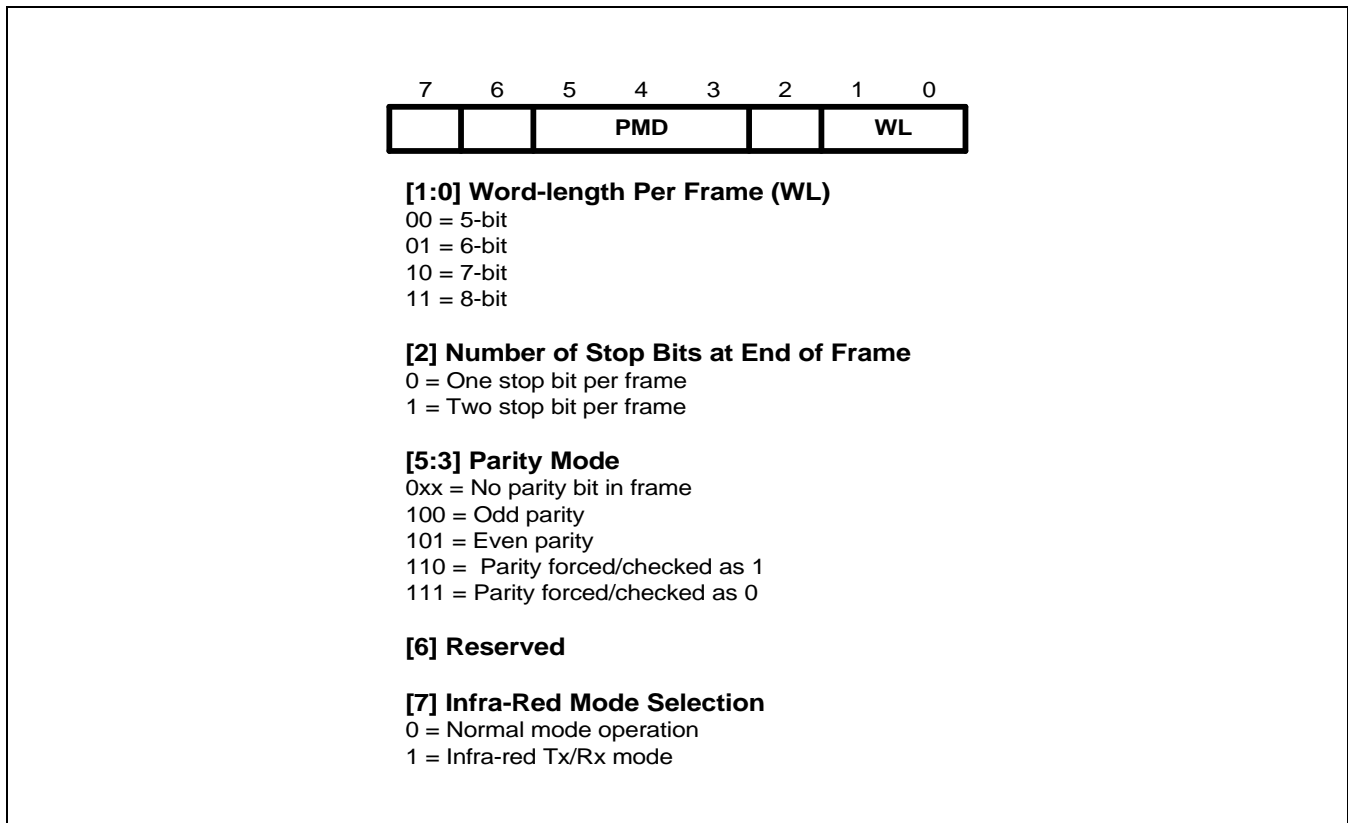 7 6 5 4 3 2 1 0
PMD WL
[1:0] Word-length Per Frame (WL)
00 = 5-bit
01 = 6-bit
10 = 7-bit
11 = 8-bit
[2] Number of Stop Bits at End of Frame
0 = One stop bit per frame
1 = Two stop bit per frame
[5:3] Parity Mode
0xx = No parity bit in frame
100 = Odd parity
101 = Even parity
110 = Parity forced/checked as 1
111 = Parity forced/checked as 0
[6] Reserved
[7] Infra-Red Mode Selection
0 = Normal mode operation
1 = Infra-red Tx/Rx mode